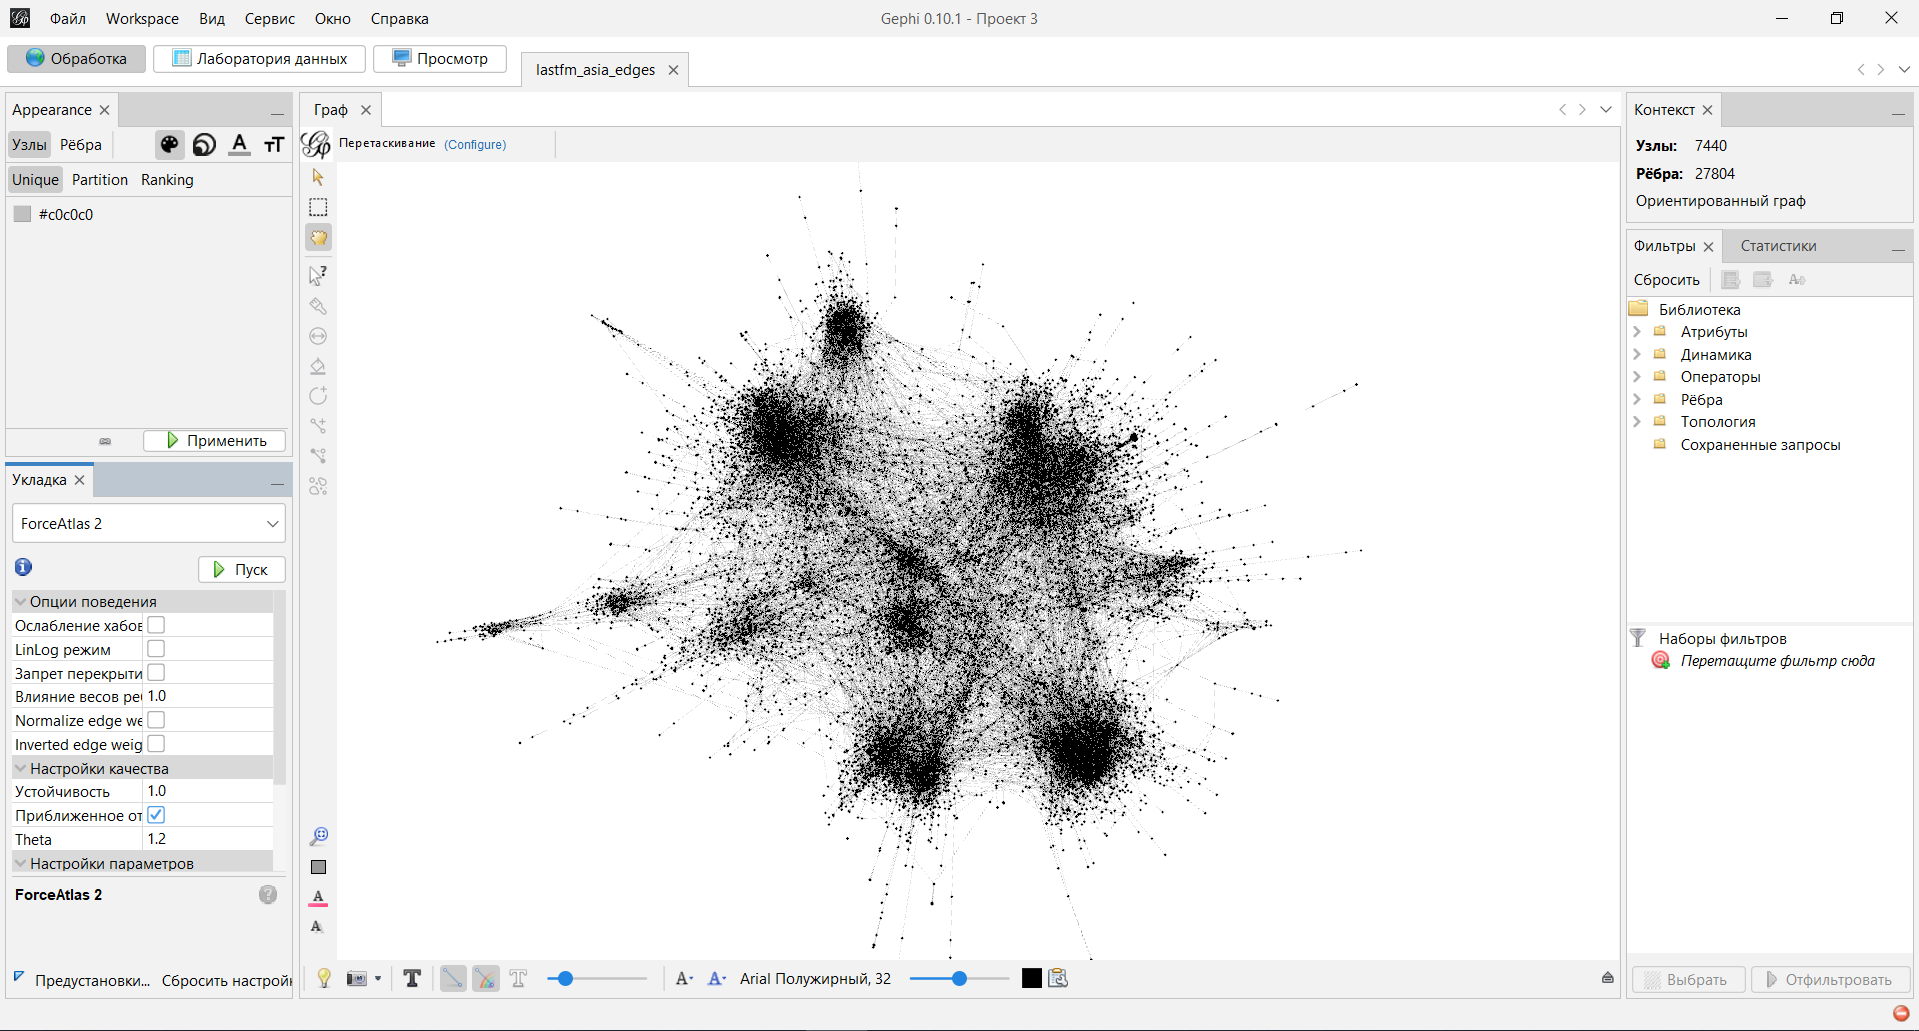 Файл Workspace Вид Сервис Окно Справка
Gephi 0.10.1 - Проект 3
Обработка Лаборатория данных Просмотр
lastfm_asia_edges
Appearance
Узлы Рёбра
Unique Partition Ranking
#c0c0c0
Применить
Укладка
ForceAtlas 2
Пуск
Опции поведения
Ослабление хабов
LinLog режим
Запрет перекрыти
Влияние весов ре 1.0
Normalize edge we
Inverted edge weig
Настройки качества
Устойчивость 1.0
Приближенное от
Theta 1.2
Настройки параметров
ForceAtlas 2
Предустановки... Сбросить настройн
Граф
Перетаскивание (Configure)
Arial Полужирный, 32
Контекст
Узлы: 7440
Рёбра: 27804
Ориентированный граф
Фильтры Статистики
Сбросить
Библиотека
Атрибуты
Динамика
Операторы
Рёбра
Топология
Сохраненные запросы
Наборы фильтров
Перетащите фильтр сюда
Выбрать Отфильтровать